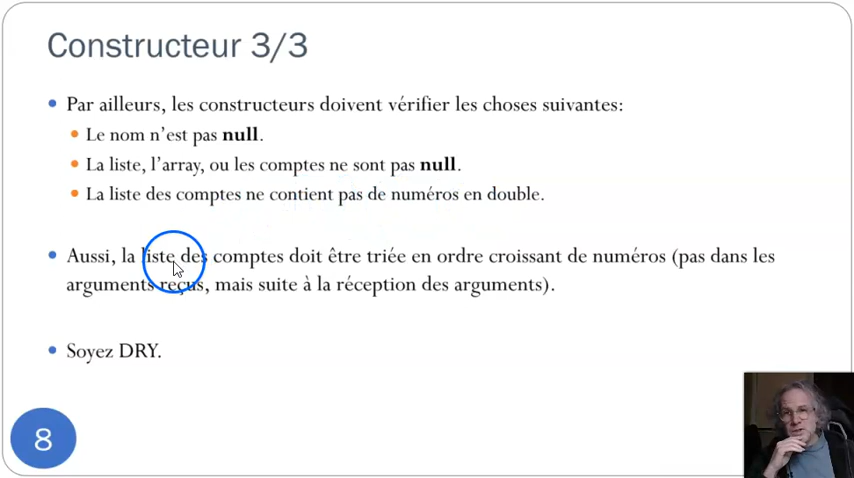 Constructeur 3/3
Par ailleurs, les constructeurs doivent vérifier les choses suivantes:
Le nom n'est pas null.
La liste, l'array, ou les comptes ne sont pas null.
La liste des comptes ne contient pas de numéros en double.
Aussi, la liste des comptes doit être triée en ordre croissant de numéros (pas dans les
arguments reçus, mais suite à la réception des arguments).
Soyez DRY.
8